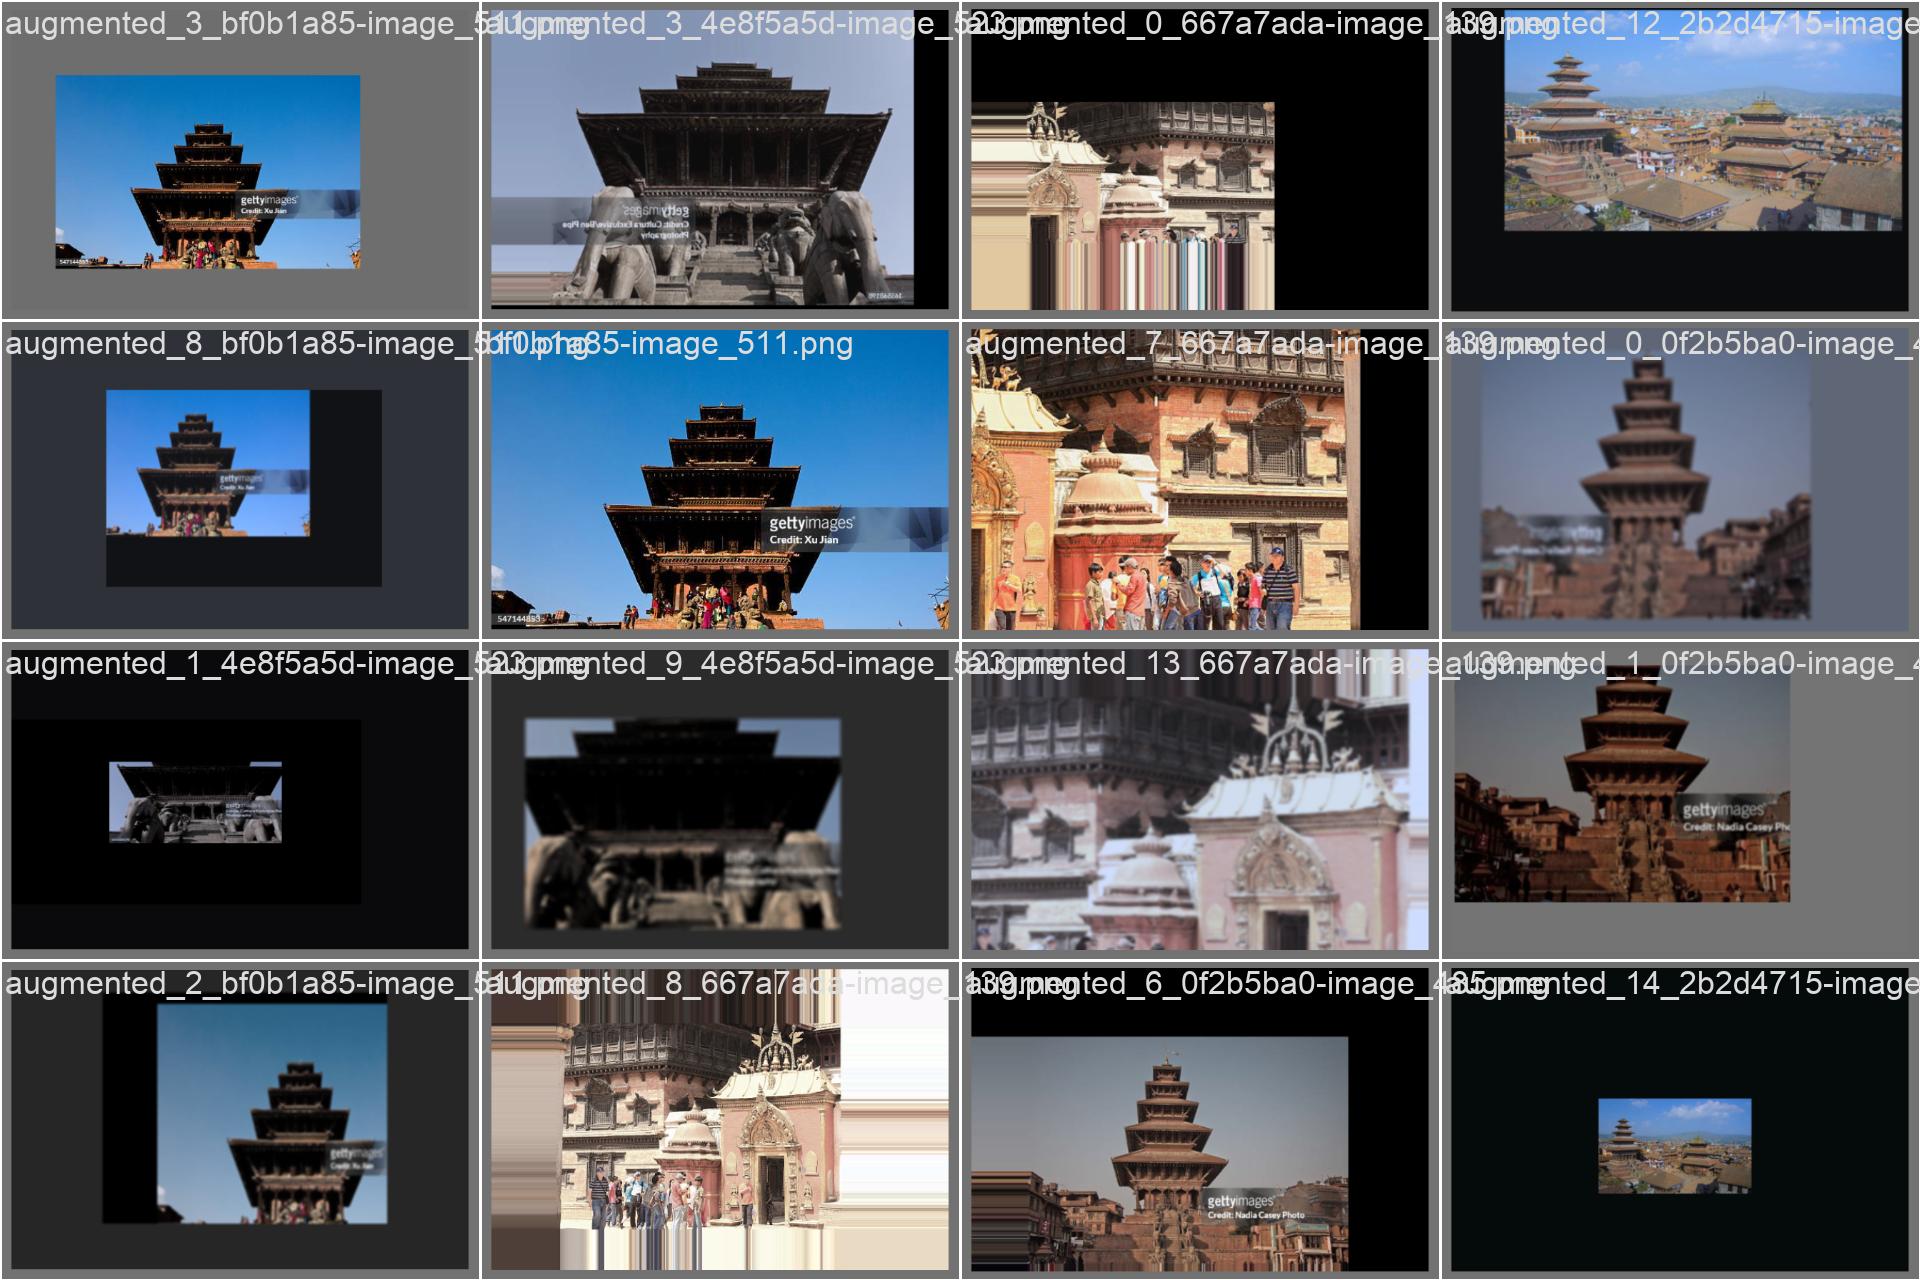 augmented_3_bf0b1a85-image_511.png
augmented_3_4e8f5a5d-image_523.png
augmented_0_667a7ada-image_139.png
augmented_12_2b2d4715-image
gettyimages
Credit: Xu Jian
547144853
gettyimages
Credit: Cultura Exclusive/Ben Pipe
Photography
augmented_8_bf0b1a85-image_511.png
bf0b1a85-image_511.png
augmented_7_667a7ada-image_139.png
augmented_0_0f2b5ba0-image_4
gettyimages
Credit: Xu Jian
gettyimages
Credit: Xu Jian
547144853
augmented_1_4e8f5a5d-image_523.png
augmented_9_4e8f5a5d-image_523.png
augmented_13_667a7ada-image_139.png
augmented_1_0f2b5ba0-image_4
gettyimages
Photography
gettyimages
Credit: Nadia Casey Pho
augmented_2_bf0b1a85-image_511.png
augmented_8_667a7ada-image_139.png
augmented_6_0f2b5ba0-image_485.png
augmented_14_2b2d4715-image
gettyimages
Credit: Xu Jian
gettyimages
Credit: Nadia Casey Photo